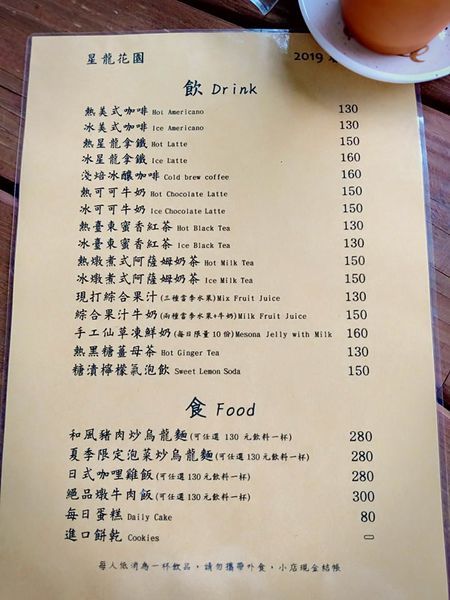 星龍花園 2019
飲 Drink
熱美式咖啡 Hot Americano 130
冰美式咖啡 Ice Americano 130
熱星龍拿鐵 Hot Latte 150
冰星龍拿鐵 Ice Latte 160
淺焙冰釀咖啡 Cold brew coffee 160
熱可可牛奶 Hot Chocolate Latte 150
冰可可牛奶 Ice Chocolate Latte 150
熱臺東蜜香紅茶 Hot Black Tea 130
冰臺東蜜香紅茶 Ice Black Tea 130
熱燉煮式阿薩姆奶茶 Hot Milk Tea 150
冰燉煮式阿薩姆奶茶 Ice Milk Tea 150
現打綜合果汁(三種當季水果)Mix Fruit Juice 130
綜合果汁牛奶(兩種當季水果+牛奶)Milk Fruit Juice 150
手工仙草凍鮮奶(每日限量10份)Mesona Jelly with Milk 160
熱黑糖薑母茶 Hot Ginger Tea 130
糖漬檸檬氣泡飲 Sweet Lemon Soda 150
食 Food
和風豬肉炒烏龍麵(可任選 130 元飲料一杯) 280
夏季限定泡菜炒烏龍麵(可任選 130 元飲料一杯) 280
日式咖哩雞飯(可任選130元飲料一杯) 280
絕品燉牛肉飯(可任選130元飲料一杯) 300
每日蛋糕 Daily Cake 80
進口餅乾 Cookies
每人低消為一杯飲品，請勿攜帶外食，小店現金結帳